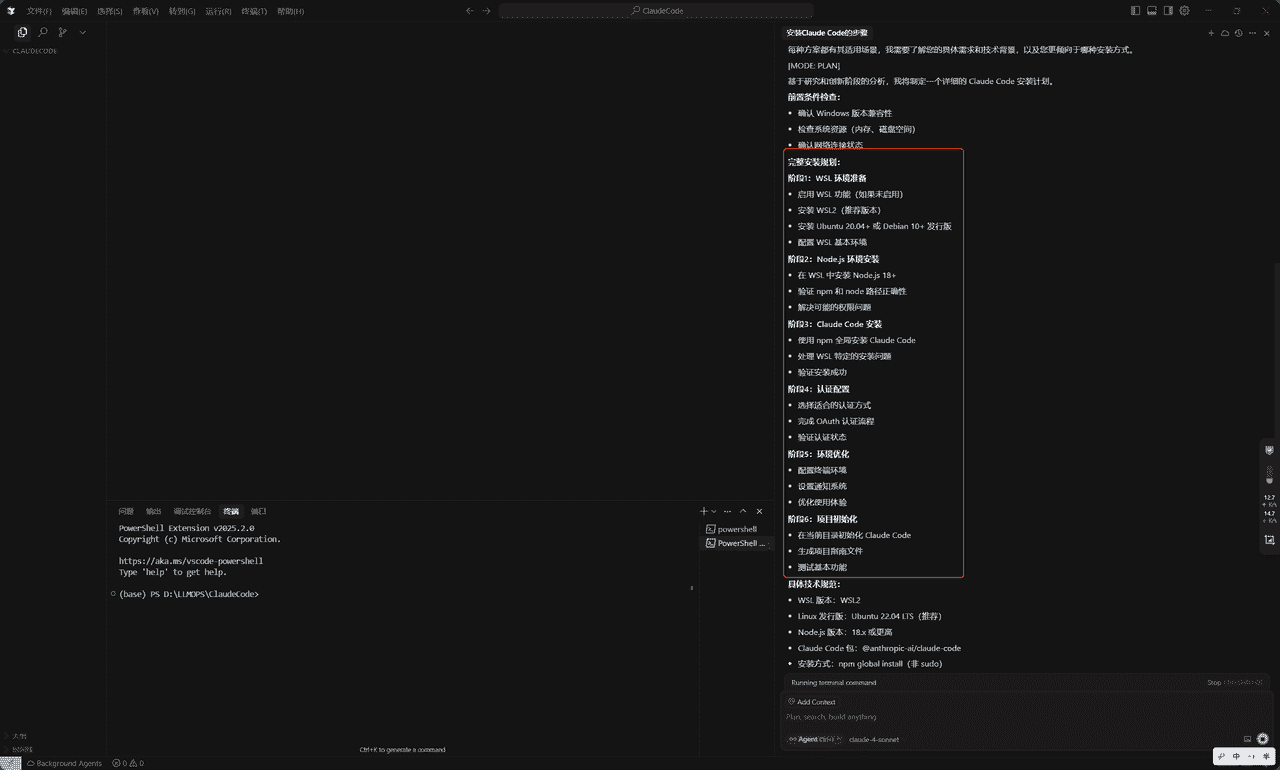 文件(F) 编辑(E) 选择(S) 查看(V) 转到(G) 运行(R) 终端(T) 帮助(H)
ClaudeCode
CLAUDECODE
安装Claude Code的步骤
每种方案都有其适用场景，我需要了解您的具体需求和技术背景，以及您更倾向于哪种安装方式。
[MODE: PLAN]
基于研究和创新阶段的分析，我将制定一个详细的 Claude Code 安装计划。
前置条件检查：
• 确认 Windows 版本兼容性
• 检查系统资源（内存、磁盘空间）
• 确认网络连接状态
完整安装规划：
阶段1：WSL 环境准备
• 启用 WSL 功能（如果未启用）
• 安装 WSL2（推荐版本）
• 安装 Ubuntu 20.04+ 或 Debian 10+ 发行版
• 配置 WSL 基本环境
阶段2：Node.js 环境安装
• 在 WSL 中安装 Node.js 18+
• 验证 npm 和 node 路径正确性
• 解决可能的权限问题
阶段3：Claude Code 安装
• 使用 npm 全局安装 Claude Code
• 处理 WSL 特定的安装问题
• 验证安装成功
阶段4：认证配置
• 选择适合的认证方式
• 完成 OAuth 认证流程
• 验证认证状态
阶段5：环境优化
• 配置终端环境
• 设置通知系统
• 优化使用体验
阶段6：项目初始化
• 在当前目录初始化 Claude Code
• 生成项目指南文件
• 测试基本功能
具体技术规范：
• WSL 版本：WSL2
• Linux 发行版：Ubuntu 22.04 LTS（推荐）
• Node.js 版本：18.x 或更高
• Claude Code 包：@anthropic-ai/claude-code
• 安装方式：npm global install（非 sudo）
Running terminal command
Stop
Add Context
Plan, search, build anything
Agent claude-4-sonnet
问题 输出 调试控制台 终端 端口
powershell
PowerShell ...
PowerShell Extension v2025.2.0
Copyright (c) Microsoft Corporation.
https://aka.ms/vscode-powershell
Type 'help' to get help.
(base) PS D:\LLMOPS\ClaudeCode>
Ctrl+K to generate a command
大纲
时间线
Background Agents 0 0
12.7
K/s
14.7
K/s
中